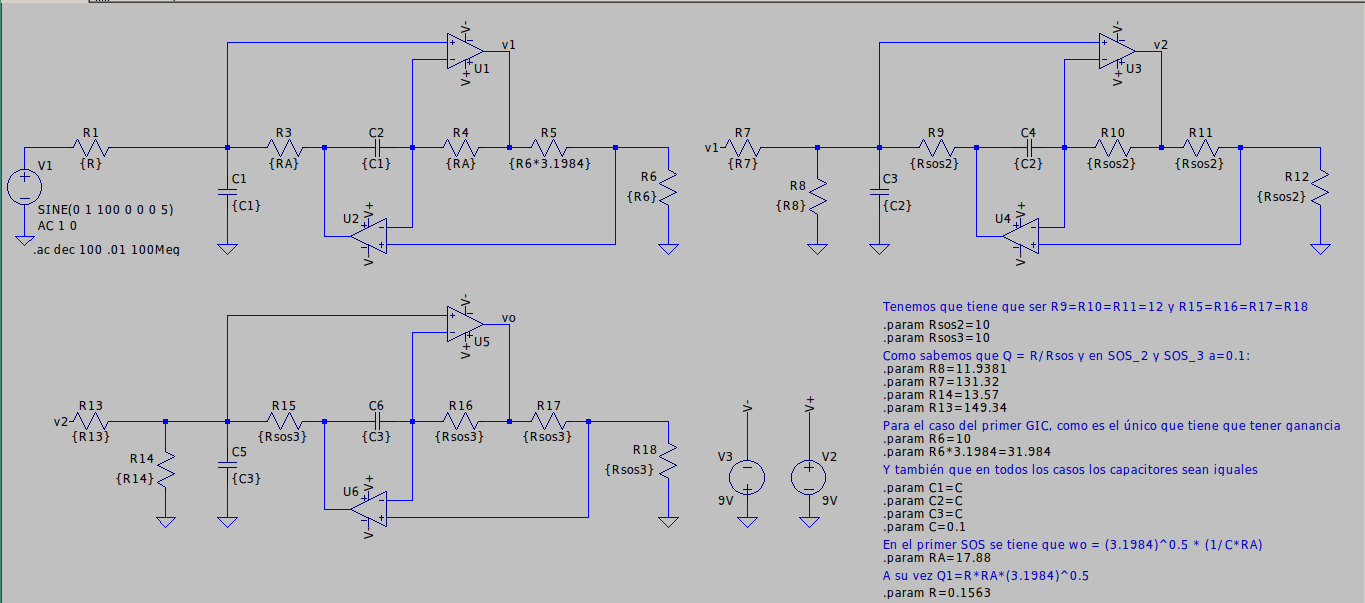 V-
v1
U1
V+
R1
{R}
R3
{RA}
C2
{C1}
R4
{RA}
R5
{R6*3.1984}
V1
C1
{C1}
R6
{R6}
SINE(0 1 100 0 0 0 5)
AC 1 0
.ac dec 100 .01 100Meg
U2
V+
V-
V-
v2
U3
V+
v1
R7
{R7}
R9
{Rsos2}
C4
{C2}
R10
{Rsos2}
R11
{Rsos2}
R8
{R8}
C3
{C2}
R12
{Rsos2}
U4
V+
V-
V-
vo
U5
V+
v2
R13
{R13}
R15
{Rsos3}
C6
{C3}
R16
{Rsos3}
R17
{Rsos3}
R14
{R14}
C5
{C3}
R18
{Rsos3}
U6
V+
V-
V-
V3
9V
V+
V2
9V
Tenemos que tiene que ser R9=R10=R11=12 y R15=R16=R17=R18
.param Rsos2=10
.param Rsos3=10
Como sabemos que Q = R/Rsos y en SOS_2 y SOS_3 a=0.1:
.param R8=11.9381
.param R7=131.32
.param R14=13.57
.param R13=149.34
Para el caso del primer GIC, como es el único que tiene que tener ganancia
.param R6=10
.param R6*3.1984=31.984
Y también que en todos los casos los capacitores sean iguales
.param C1=C
.param C2=C
.param C3=C
.param C=0.1
En el primer SOS se tiene que wo = (3.1984)^0.5 * (1/C*RA)
.param RA=17.88
A su vez Q1=R*RA*(3.1984)^0.5
.param R=0.1563